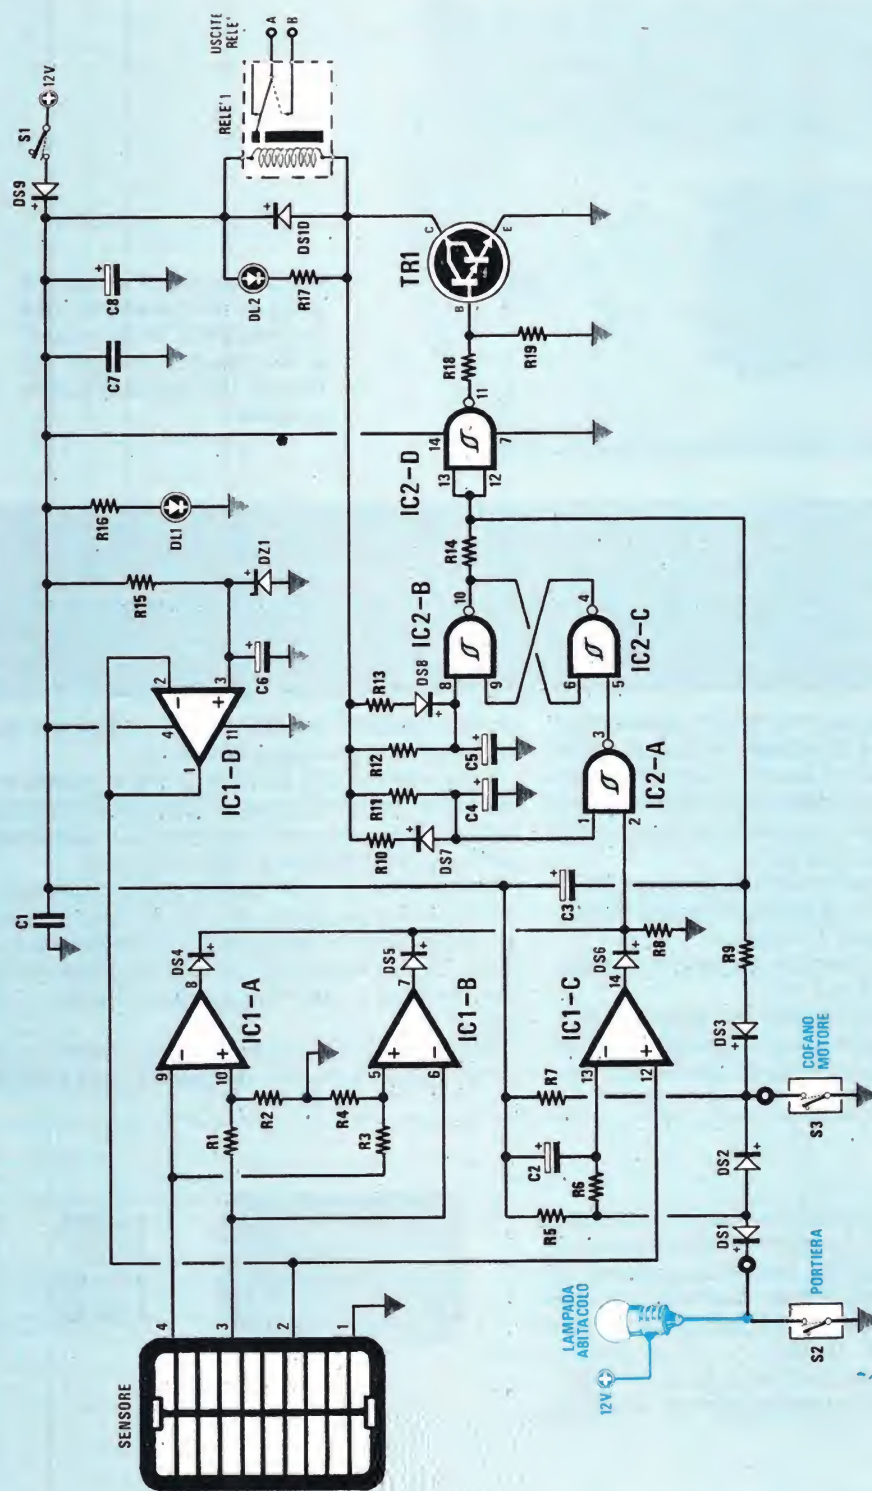 S1
12V.
DS9
USCITE
RELE'
A
B
RELE'1
C8
C7
DS10
DL2
R17
C
E
B
TR1
R16
DL1
R15
DZ1
C6
2
3
4
11
1
IC1-D
R18
R19
11
14
7
13
12
IC2-D
R14
IC2-B
10
8
9
4
6
5
IC2-C
R13
DS8
R12
C5
R11
C4
R10
DS7
3
1
2
IC2-A
C1
C3
DS4
8
9
10
IC1-A
DS5
7
5
6
IC1-B
R1
R2
R4
R3
DS6
14
13
12
IC1-C
R8
R7
C2
R6
R5
R9
DS3
DS2
DS1
COFANO
MOTORE
S3
PORTIERA
S2
LAMPADA
ABITACOLO
12V.
SENSORE
4
3
2
1